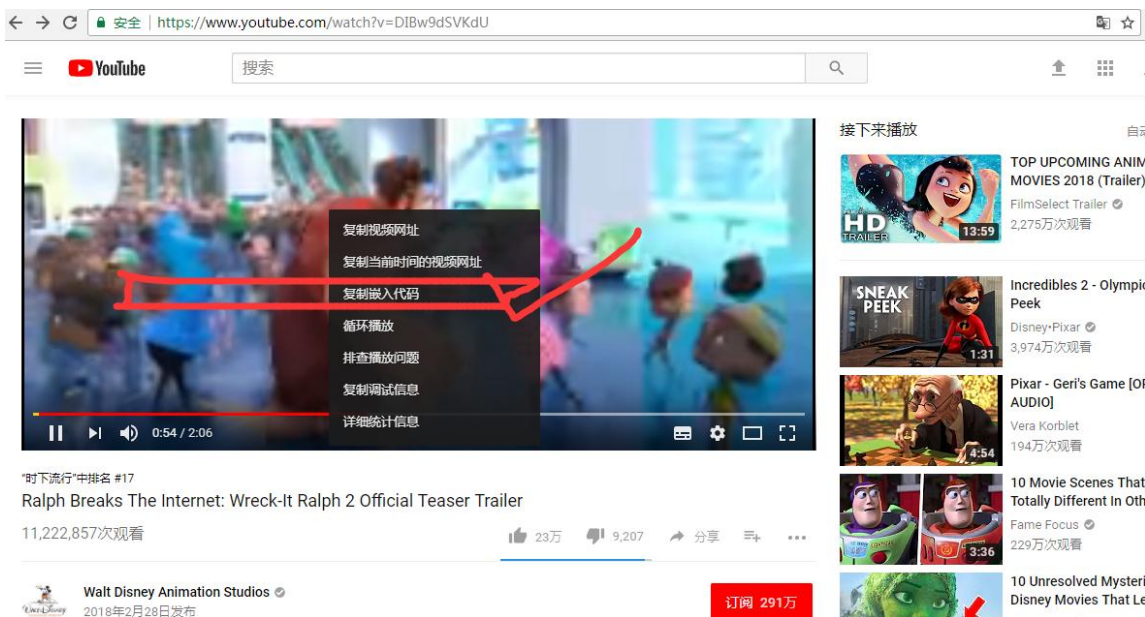 安全 | https://www.youtube.com/watch?v=DIBw9dSVKdU
YouTube
搜索
复制视频网址
复制当前时间的视频网址
复制嵌入代码
循环播放
排查播放问题
复制调试信息
详细统计信息
0:54 / 2:06
"时下流行"中排名 #17
Ralph Breaks The Internet: Wreck-It Ralph 2 Official Teaser Trailer
11,222,857次观看
23万
9,207
分享
Walt Disney Animation Studios
2018年2月28日发布
订阅 291万
接下来播放
自动
HD
TRAILER
13:59
TOP UPCOMING ANIM
MOVIES 2018 (Trailer)
FilmSelect Trailer
2,275万次观看
SNEAK
PEEK
1:31
Incredibles 2 - Olympic
Peek
Disney•Pixar
3,974万次观看
4:54
Pixar - Geri's Game [O
AUDIO]
Vera Korblet
194万次观看
3:36
10 Movie Scenes That
Totally Different In Oth
Fame Focus
229万次观看
10 Unresolved Mysteri
Disney Movies That Le